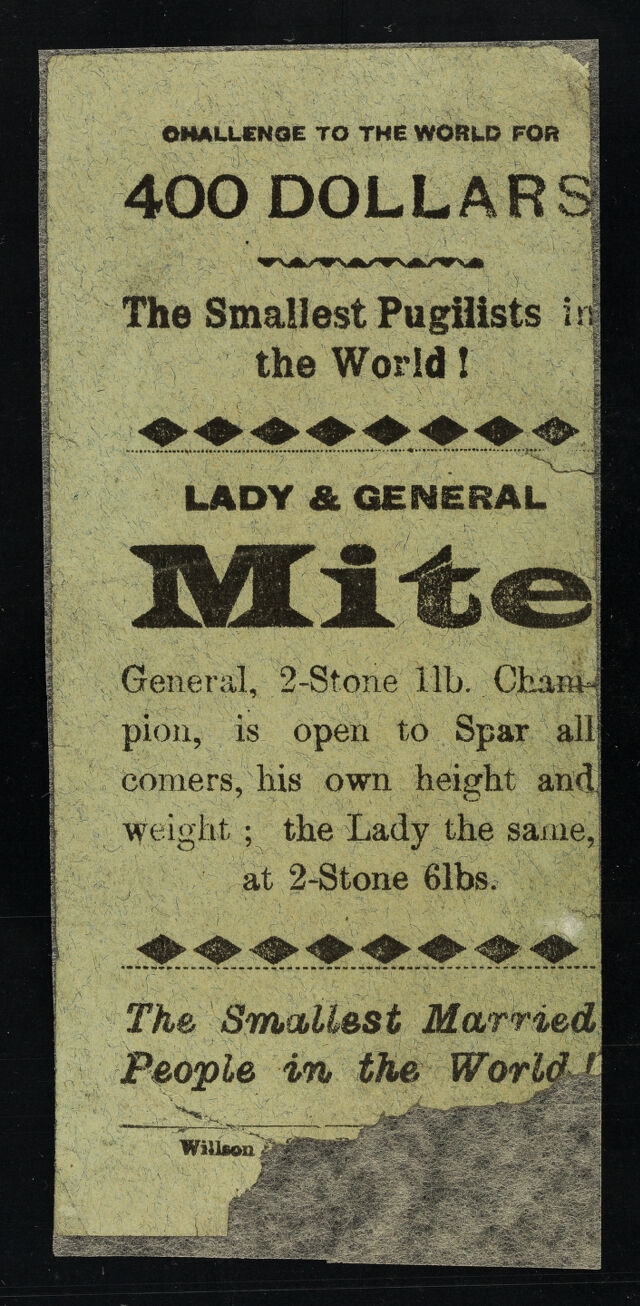 CHALLENGE TO THE WORLD FOR
400 DOLLARS
The Smallest Pugilists in
the World!
LADY & GENERAL
Mite
General, 2-Stone 1lb. Cham-
pion, is open to Spar all
comers, his own height and
weight; the Lady the same,
at 2-Stone 6lbs.
The Smallest Married
People in the World!
Willson